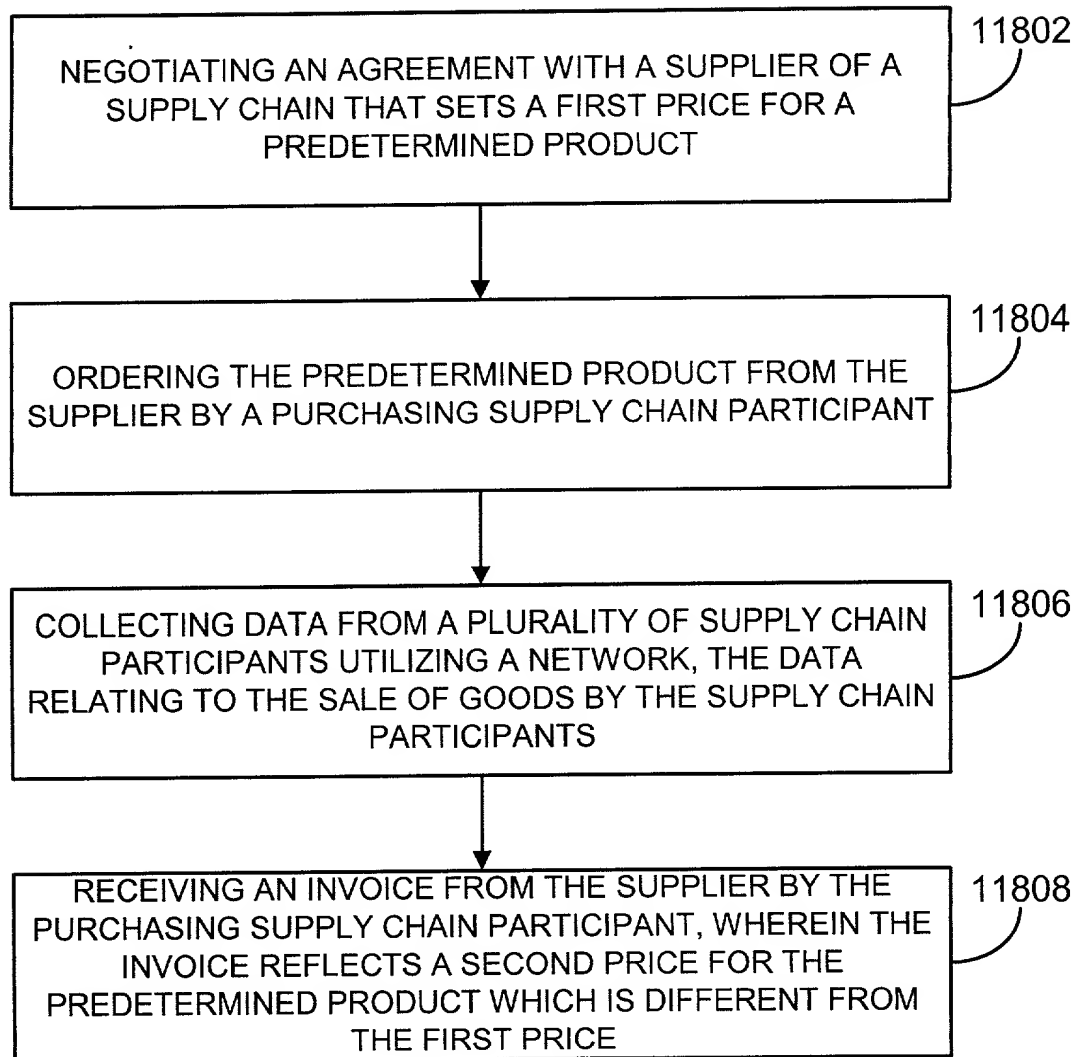 11802
NEGOTIATING AN AGREEMENT WITH A SUPPLIER OF A
SUPPLY CHAIN THAT SETS A FIRST PRICE FOR A
PREDETERMINED PRODUCT
11804
ORDERING THE PREDETERMINED PRODUCT FROM THE
SUPPLIER BY A PURCHASING SUPPLY CHAIN PARTICIPANT
11806
COLLECTING DATA FROM A PLURALITY OF SUPPLY CHAIN
PARTICIPANTS UTILIZING A NETWORK, THE DATA
RELATING TO THE SALE OF GOODS BY THE SUPPLY CHAIN
PARTICIPANTS
11808
RECEIVING AN INVOICE FROM THE SUPPLIER BY THE
PURCHASING SUPPLY CHAIN PARTICIPANT, WHEREIN THE
INVOICE REFLECTS A SECOND PRICE FOR THE
PREDETERMINED PRODUCT WHICH IS DIFFERENT FROM
THE FIRST PRICE